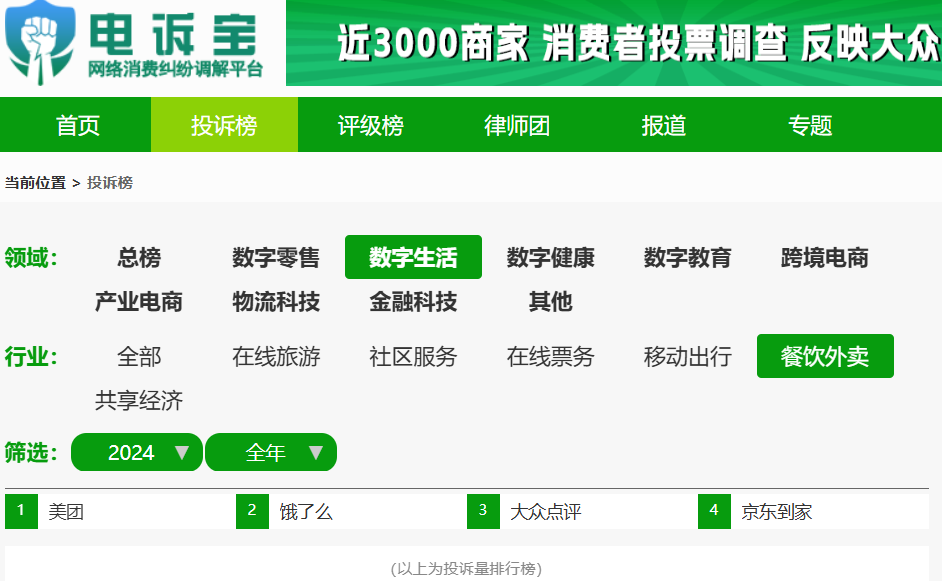 电诉宝
网络消费纠纷调解平台
近3000商家 消费者投票调查 反映大众
首页 投诉榜 评级榜 律师团 报道 专题
当前位置 > 投诉榜
领域: 总榜 数字零售 数字生活 数字健康 数字教育 跨境电商
产业电商 物流科技 金融科技 其他
行业: 全部 在线旅游 社区服务 在线票务 移动出行 餐饮外卖
共享经济
筛选: 2024 ▼ 全年 ▼
1 美团 2 饿了么 3 大众点评 4 京东到家
(以上为投诉量排行榜)